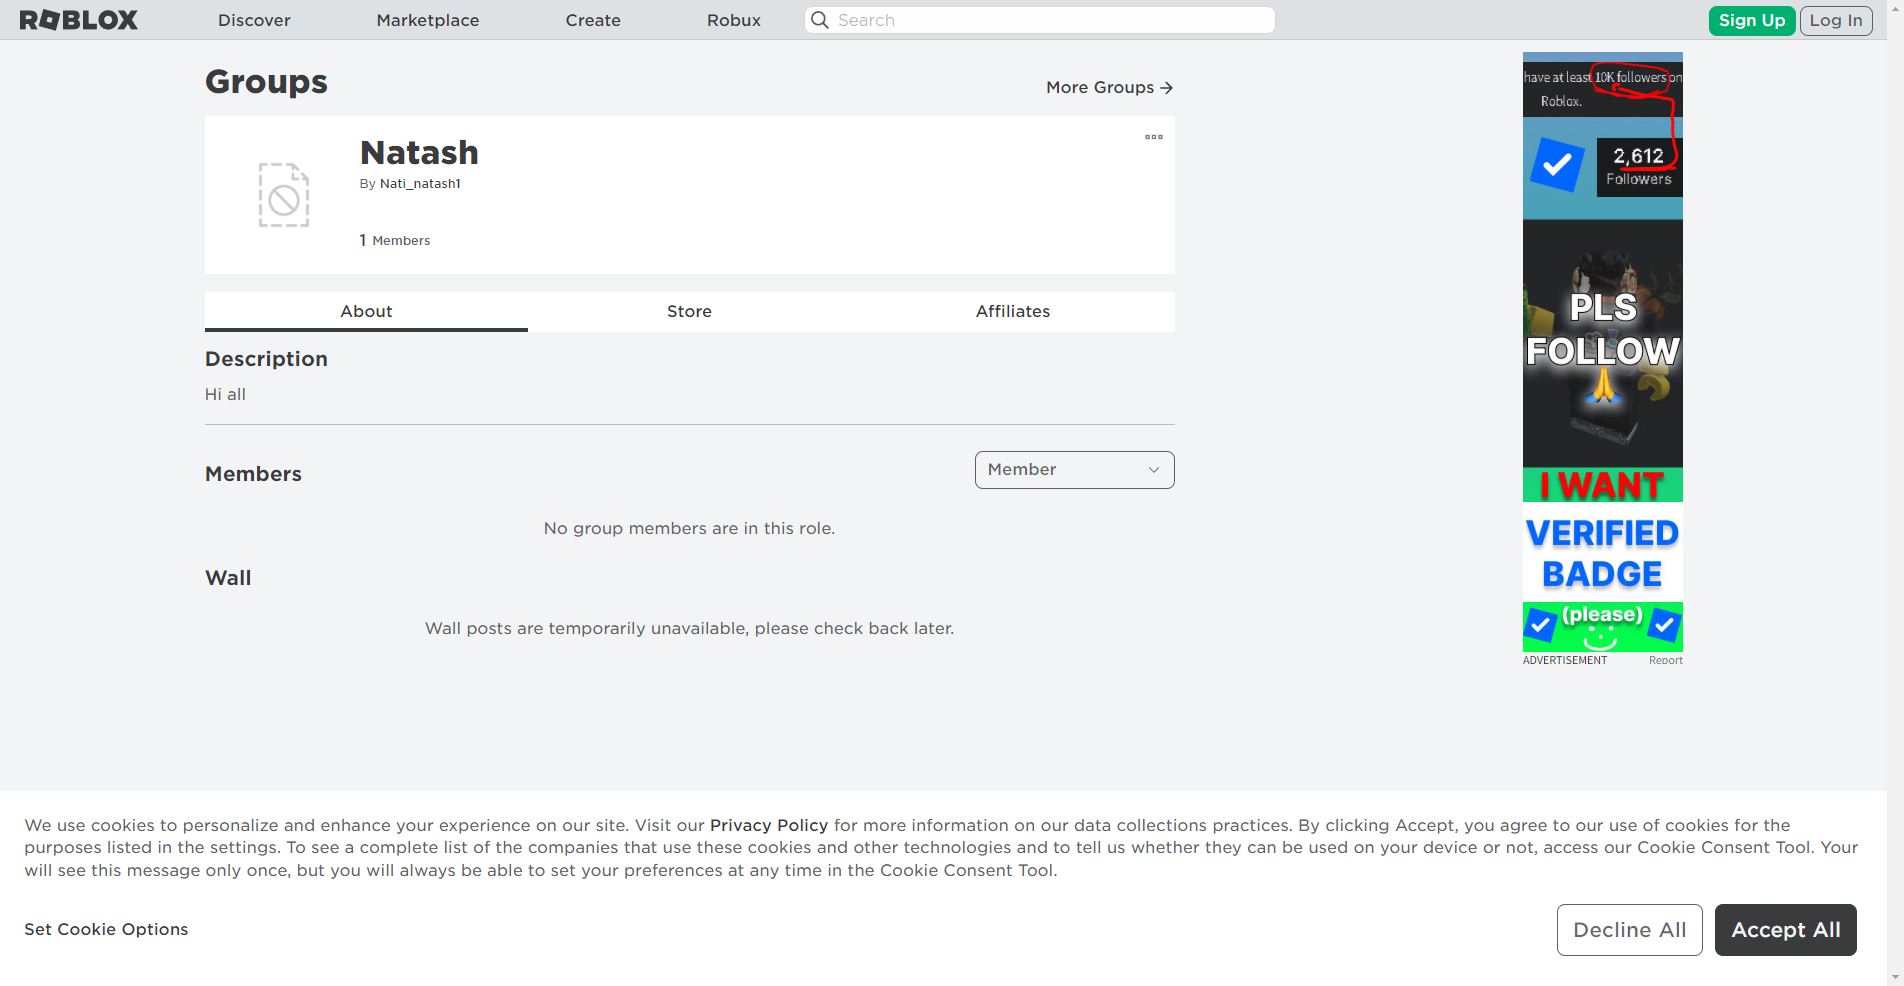 ROBLOX
Discover
Marketplace
Create
Robux
Search
Sign Up
Log In
Groups
More Groups
Natash
By Nati_natash1
1 Members
About
Store
Affiliates
Description
Hi all
Members
Member
No group members are in this role.
Wall
Wall posts are temporarily unavailable, please check back later.
have at least 10K followers on
Roblox.
2,612
Followers
PLS
FOLLOW
I WANT
VERIFIED
BADGE
(please)
ADVERTISEMENT
Report
We use cookies to personalize and enhance your experience on our site. Visit our Privacy Policy for more information on our data collections practices. By clicking Accept, you agree to our use of cookies for the
purposes listed in the settings. To see a complete list of the companies that use these cookies and other technologies and to tell us whether they can be used on your device or not, access our Cookie Consent Tool. Your
will see this message only once, but you will always be able to set your preferences at any time in the Cookie Consent Tool.
Set Cookie Options
Decline All
Accept All